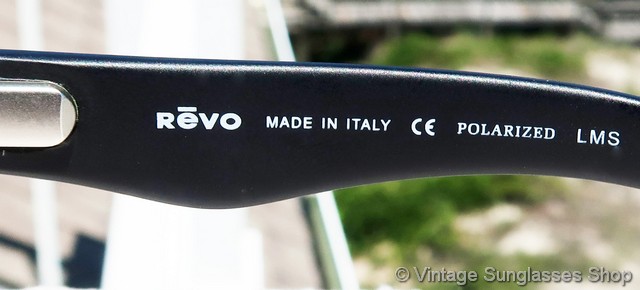 Rēvo MADE IN ITALY CE POLARIZED LMS
© Vintage Sunglasses Shop